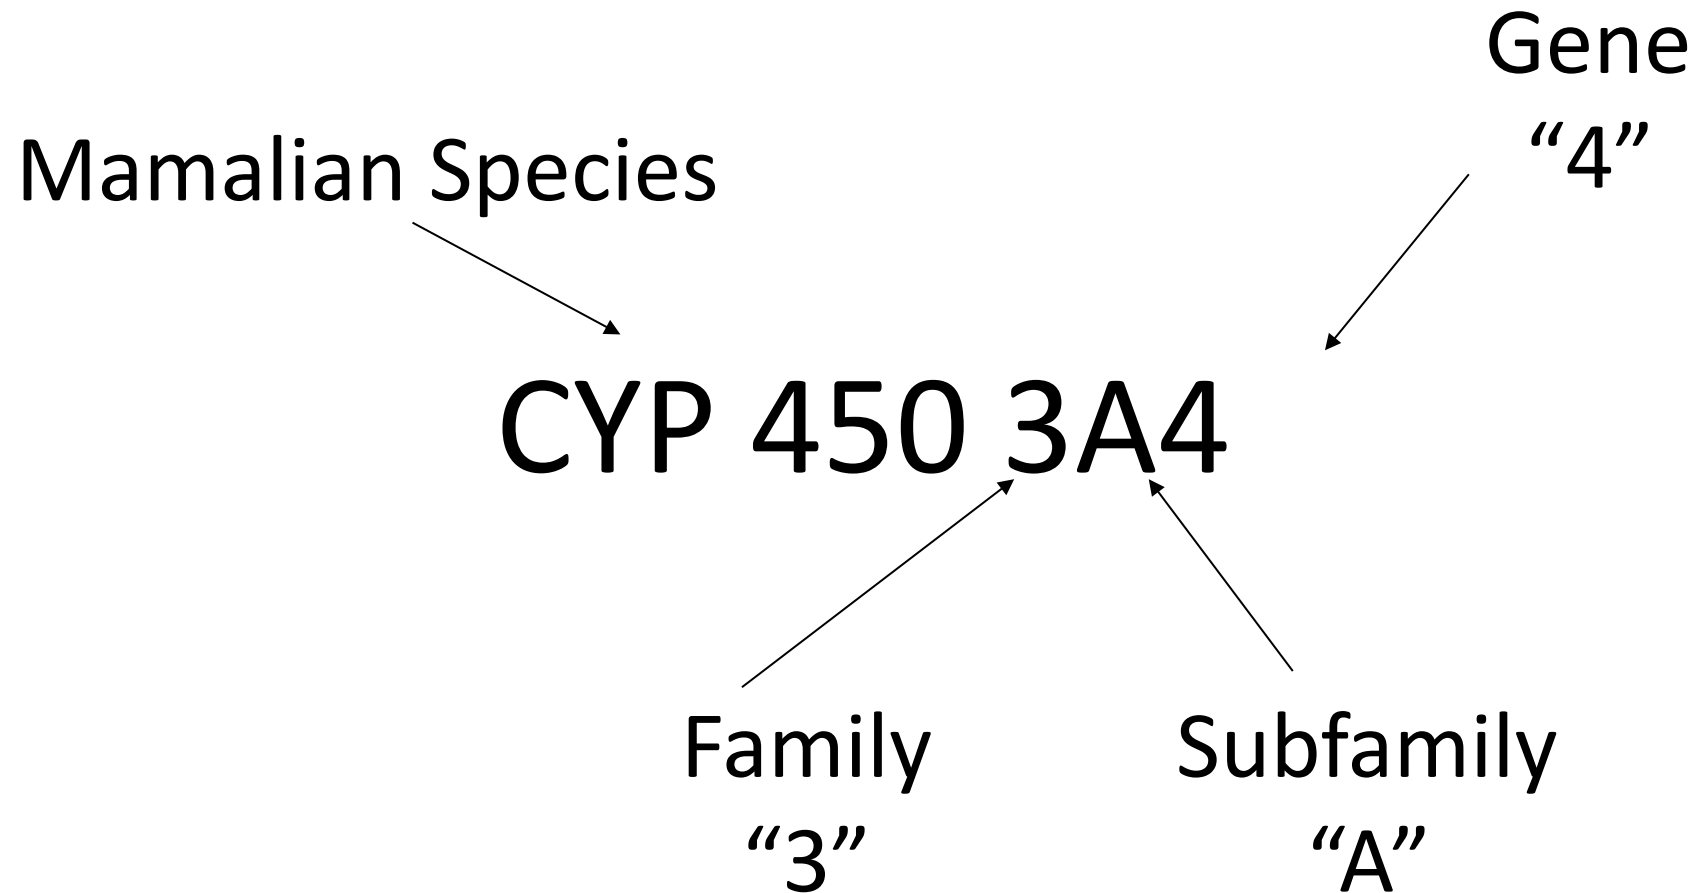 Gene
“4”
Mamalian Species
CYP 450 3A4
Family
“3”
Subfamily
“A”